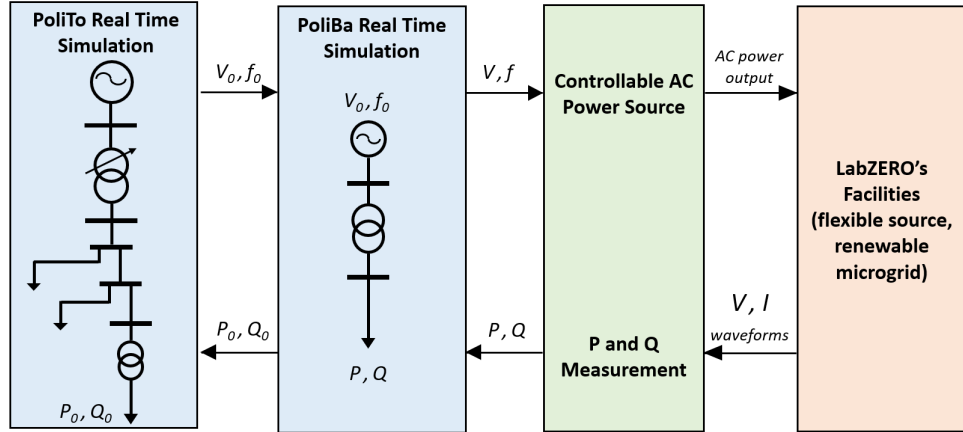 PoliTo Real Time
Simulation
P₀, Q₀
V₀, f₀
P₀, Q₀
PoliBa Real Time
Simulation
V₀, f₀
P, Q
V, f
P, Q
Controllable AC
Power Source
P and Q
Measurement
AC power
output
V, I
waveforms
LabZERO's
Facilities
(flexible source,
renewable
microgrid)